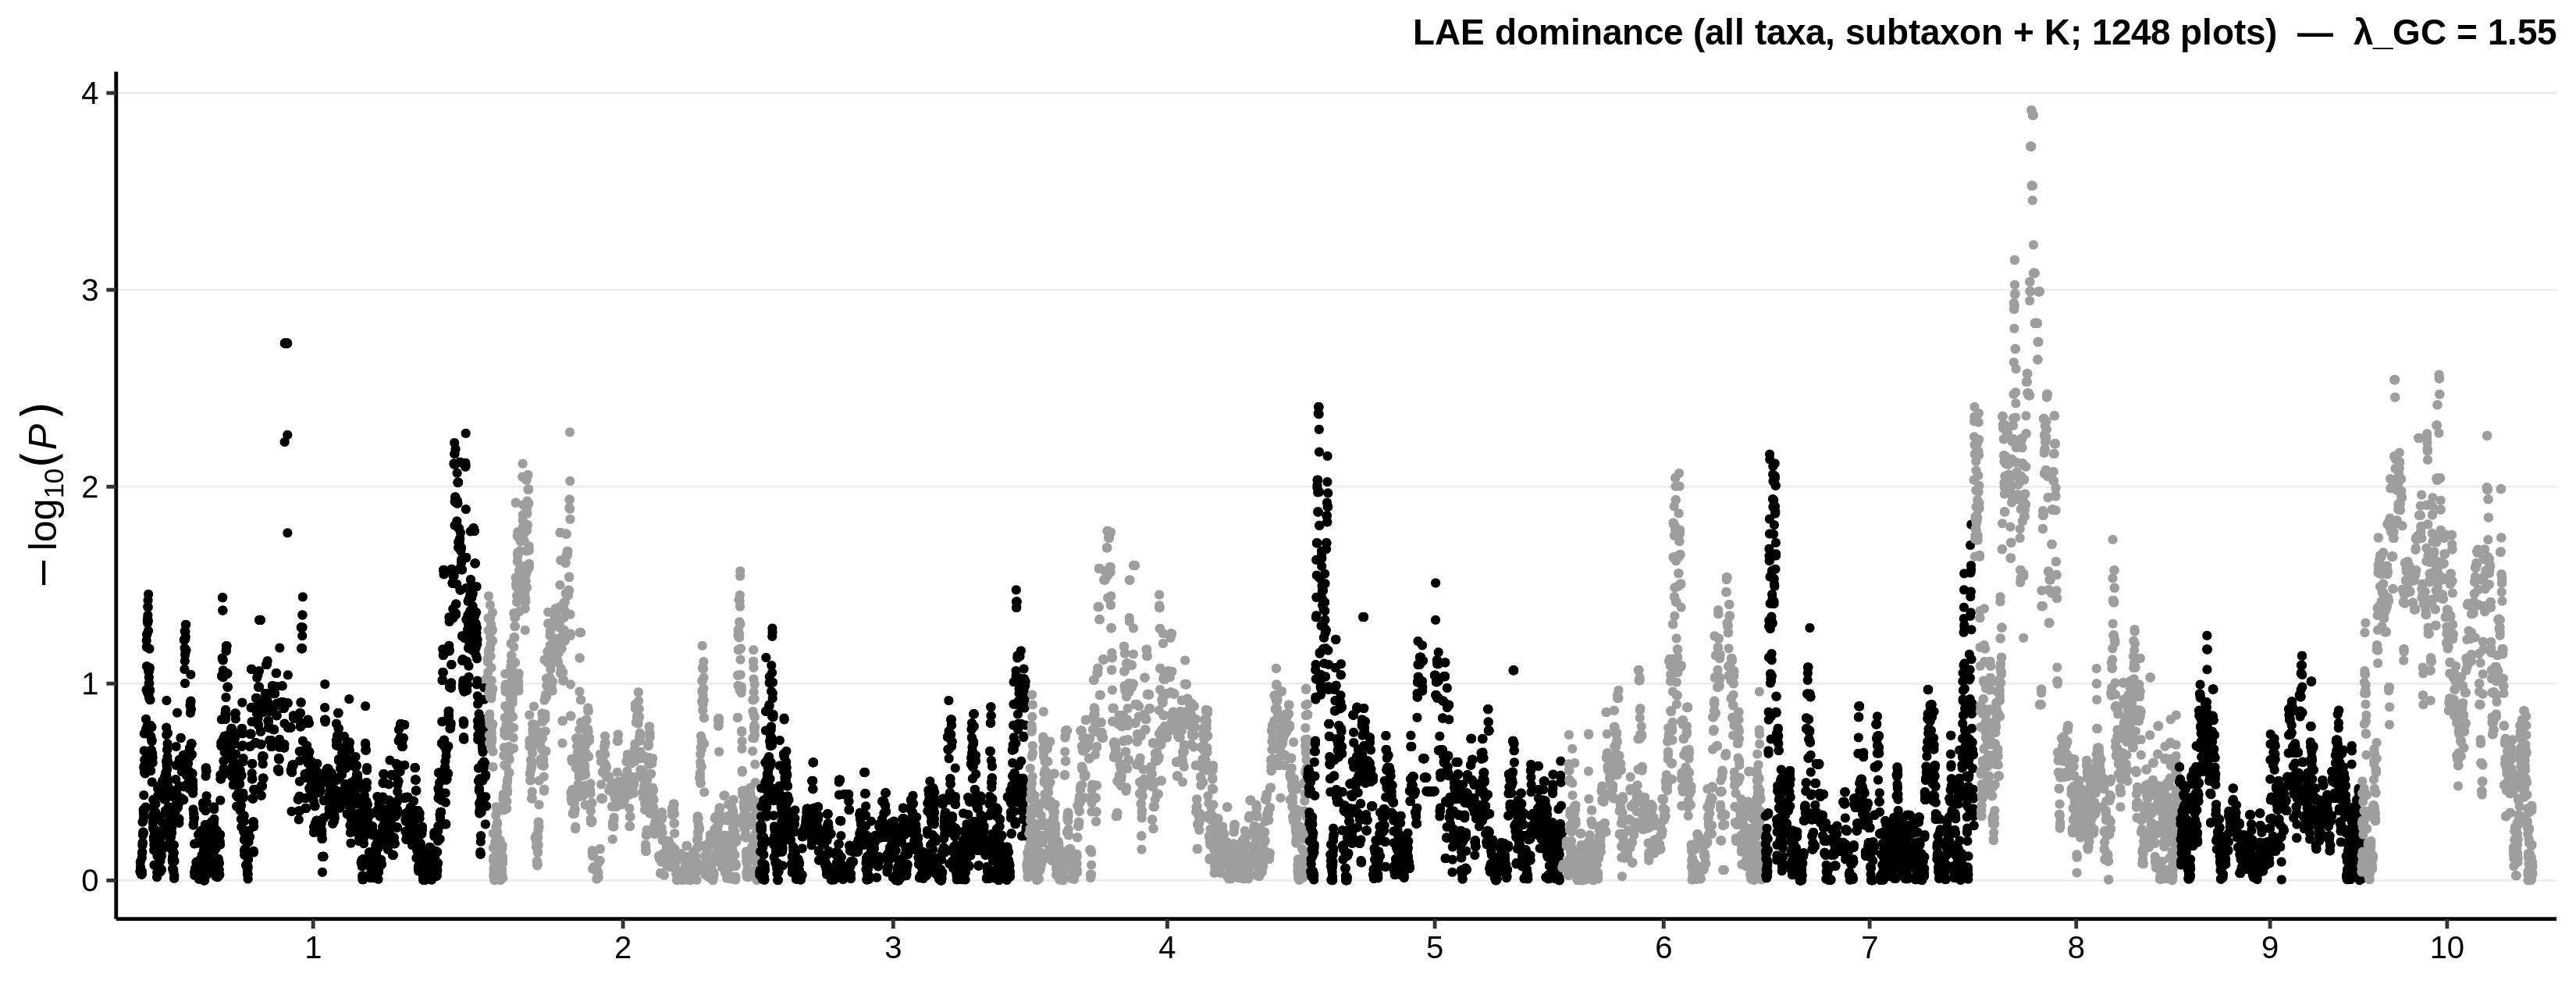 LAE dominance (all taxa, subtaxon + K; 1248 plots) — λ_GC = 1.55
− log10(P)
4
3
2
1
0
1 2 3 4 5 6 7 8 9 10